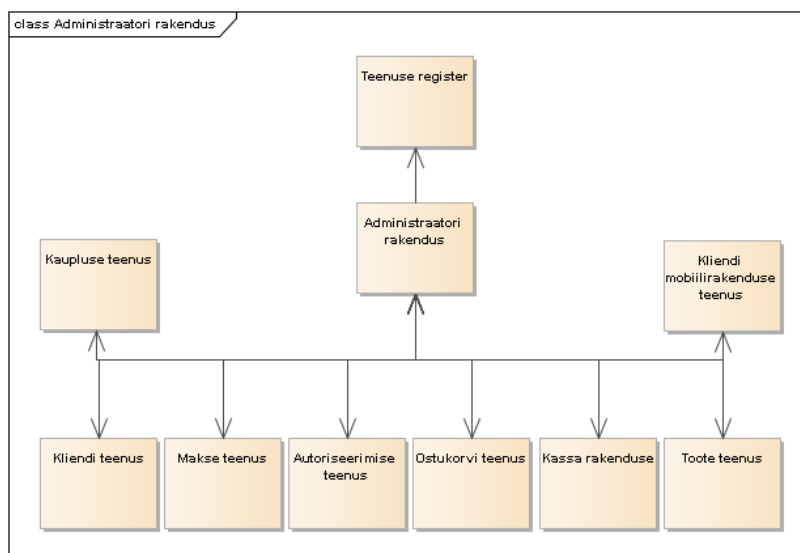 class Administraatori rakendus
Teenuse register
Administraatori
rakendus
Kaupluse teenus
Kliendi
mobiilirakenduse
teenus
Kliendi teenus
Makse teenus
Autoriseerimise
teenus
Ostukorvi teenus
Kassa rakenduse
Toote teenus